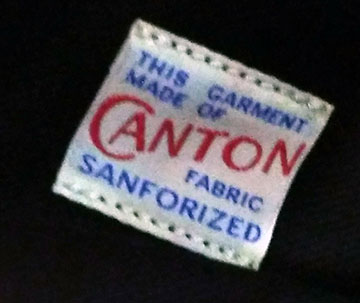 THIS GARMENT
MADE OF
CANTON
FABRIC
SANFORIZED